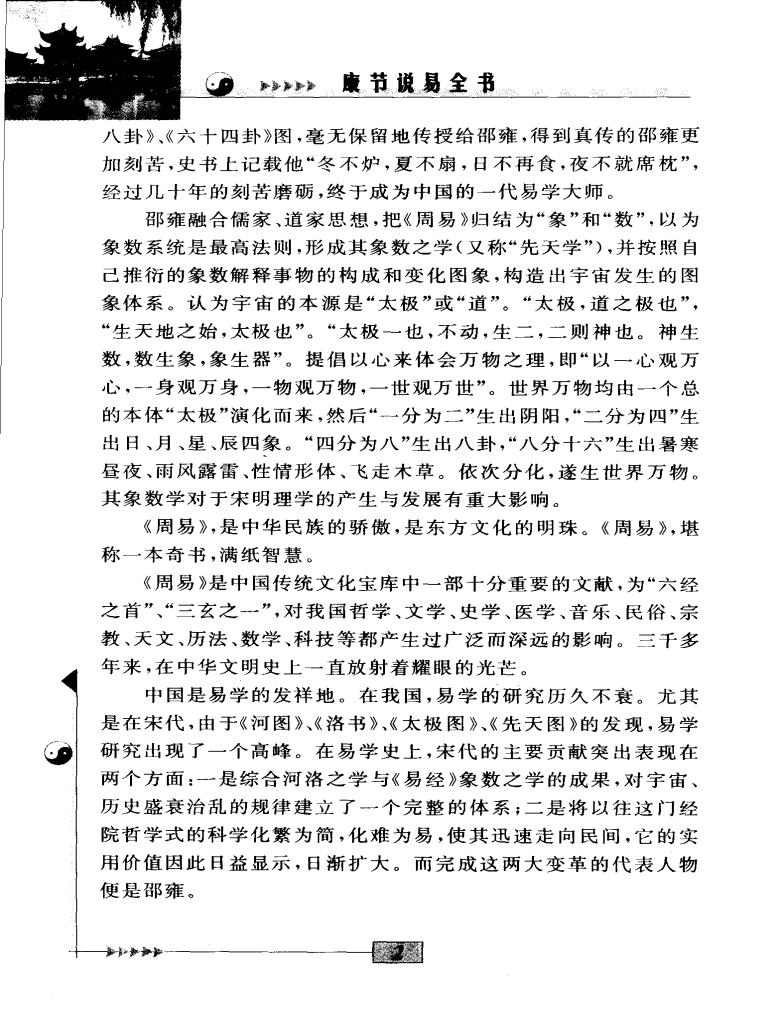 康节说易全书
八卦》、《六十四卦》图，毫无保留地传授给邵雍，得到真传的邵雍更
加刻苦，史书上记载他“冬不炉，夏不扇，日不再食，夜不就席枕”，
经过几十年的刻苦磨砺，终于成为中国的一代易学大师。
邵雍融合儒家、道家思想，把《周易》归结为“象”和“数”，以为
象数系统是最高法则，形成其象数之学（又称“先天学”），并按照自
己推衍的象数解释事物的构成和变化图象，构造出宇宙发生的图
象体系。认为宇宙的本源是“太极”或“道”。“太极，道之极也”，
“生天地之始，太极也”。“太极一也，不动，生二，二则神也。神生
数，数生象，象生器”。提倡以心来体会万物之理，即“以一心观万
心，一身观万身，一物观万物，一世观万世”。世界万物均由一个总
的本体“太极”演化而来，然后“一分为二”生出阴阳，“二分为四”生
出日、月、星、辰四象。“四分为八”生出八卦，“八分十六”生出暑寒
昼夜、雨风露雷、性情形体、飞走木草。依次分化，遂生世界万物。
其象数学对于宋明理学的产生与发展有重大影响。
《周易》，是中华民族的骄傲，是东方文化的明珠。《周易》，堪
称一本奇书，满纸智慧。
《周易》是中国传统文化宝库中一部十分重要的文献，为“六经
之首”、“三玄之一”，对我国哲学、文学、史学、医学、音乐、民俗、宗
教、天文、历法、数学、科技等都产生过广泛而深远的影响。三千多
年来，在中华文明史上一直放射着耀眼的光芒。
中国是易学的发祥地。在我国，易学的研究历久不衰。尤其
是在宋代，由于《河图》、《洛书》、《太极图》、《先天图》的发现，易学
研究出现了一个高峰。在易学史上，宋代的主要贡献突出表现在
两个方面：一是综合河洛之学与《易经》象数之学的成果，对宇宙、
历史盛衰治乱的规律建立了一个完整的体系；二是将以往这门经
院哲学式的科学化繁为简，化难为易，使其迅速走向民间，它的实
用价值因此日益显示，日渐扩大。而完成这两大变革的代表人物
便是邵雍。
2